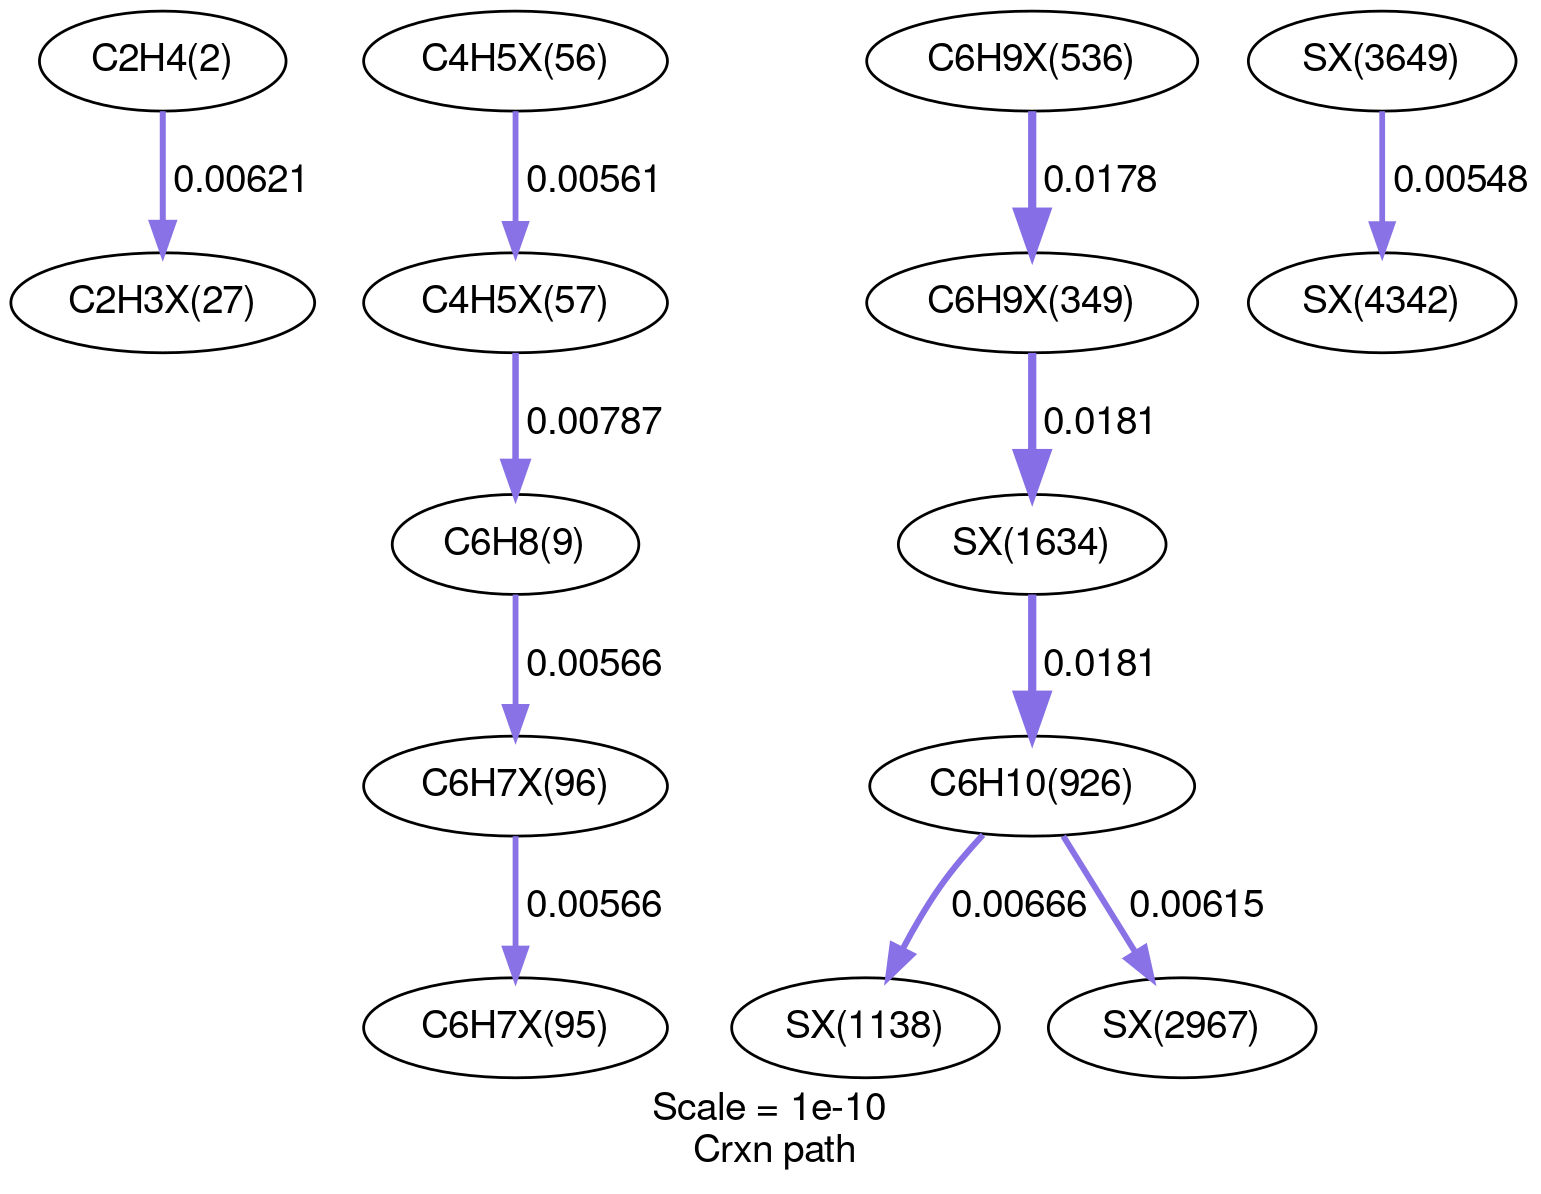 C2H4(2)
C4H5X(56)
C6H9X(536)
SX(3649)
0.00621
0.00561
0.0178
0.00548
C2H3X(27)
C4H5X(57)
C6H9X(349)
SX(4342)
0.00787
0.0181
C6H8(9)
SX(1634)
0.00566
0.0181
C6H7X(96)
C6H10(926)
0.00566
0.00666
0.00615
C6H7X(95)
SX(1138)
SX(2967)
Scale = 1e-10
Crxn path